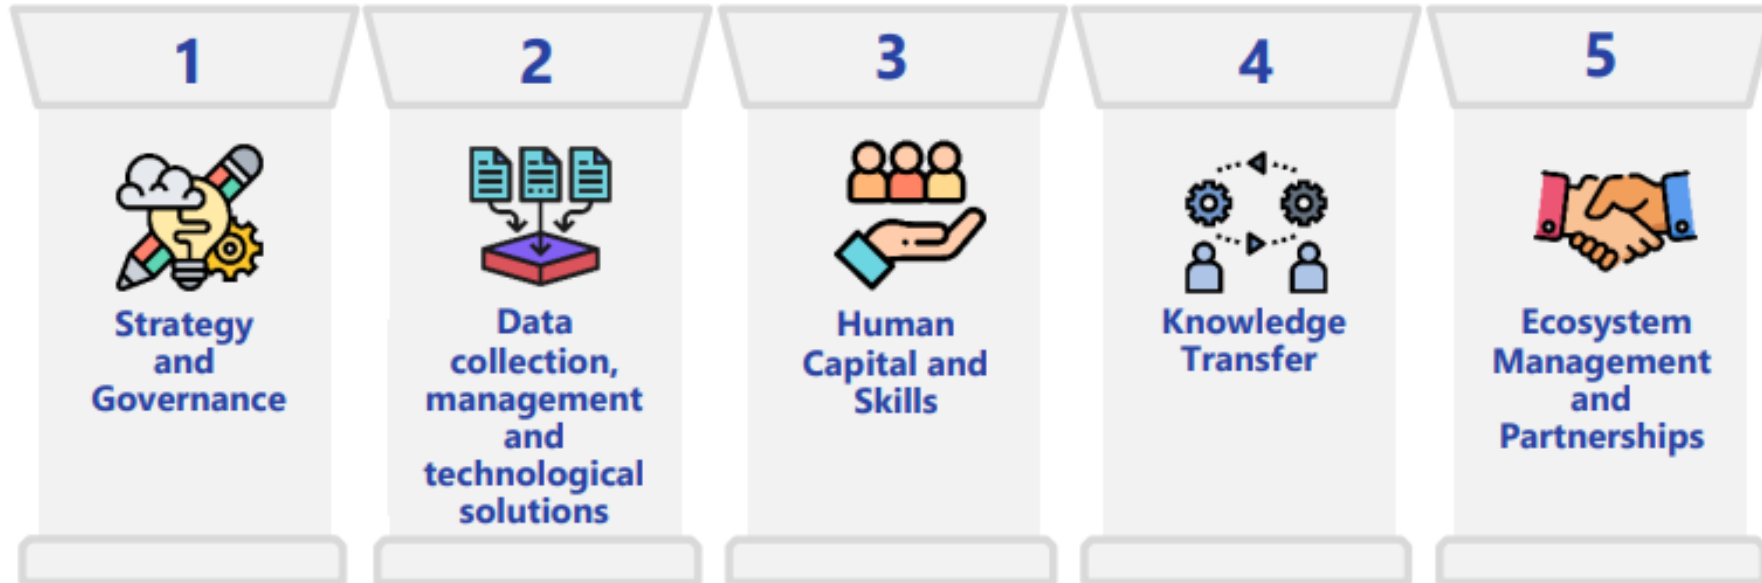 1
Strategy
and
Governance
2
Data
collection,
management
and
technological
solutions
3
Human
Capital and
Skills
4
Knowledge
Transfer
5
Ecosystem
Management
and
Partnerships